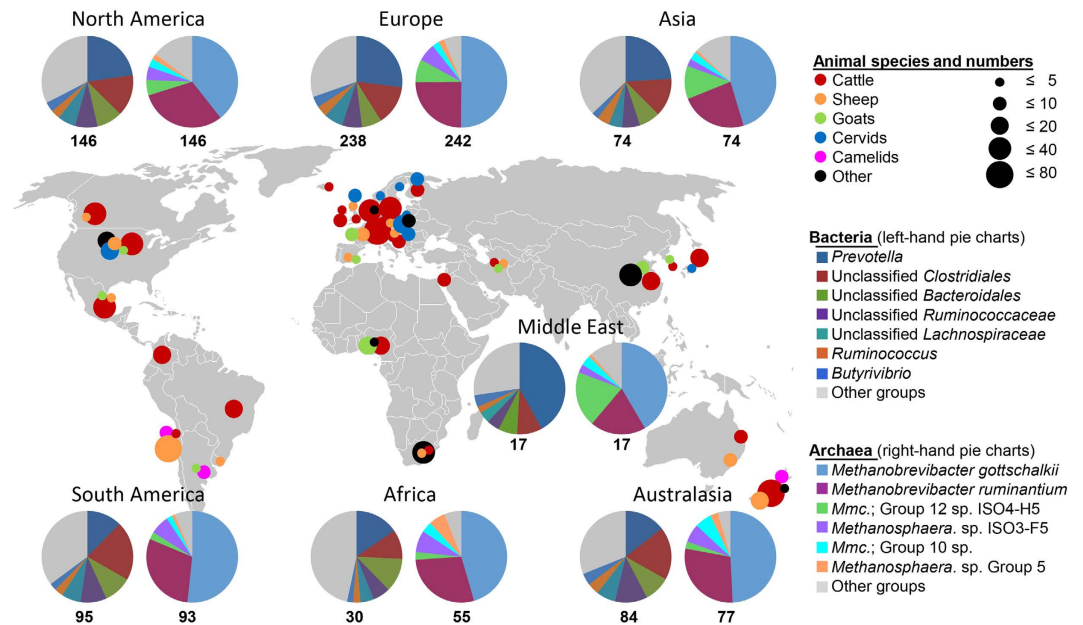 North America
Europe
Asia
146
146
238
242
74
74
Animal species and numbers
Cattle
Sheep
Goats
Cervids
Camelids
Other
≤ 5
≤ 10
≤ 20
≤ 40
≤ 80
Bacteria (left-hand pie charts)
Prevotella
Unclassified Clostridiales
Unclassified Bacteroidales
Unclassified Ruminococcaceae
Unclassified Lachnospiraceae
Ruminococcus
Butyrivibrio
Other groups
Middle East
17
17
Archaea (right-hand pie charts)
Methanobrevibacter gottschalkii
Methanobrevibacter ruminantium
Mmc.; Group 12 sp. ISO4-H5
Methanosphaera. sp. ISO3-F5
Mmc.; Group 10 sp.
Methanosphaera. sp. Group 5
Other groups
South America
Africa
Australasia
95
93
30
55
84
77